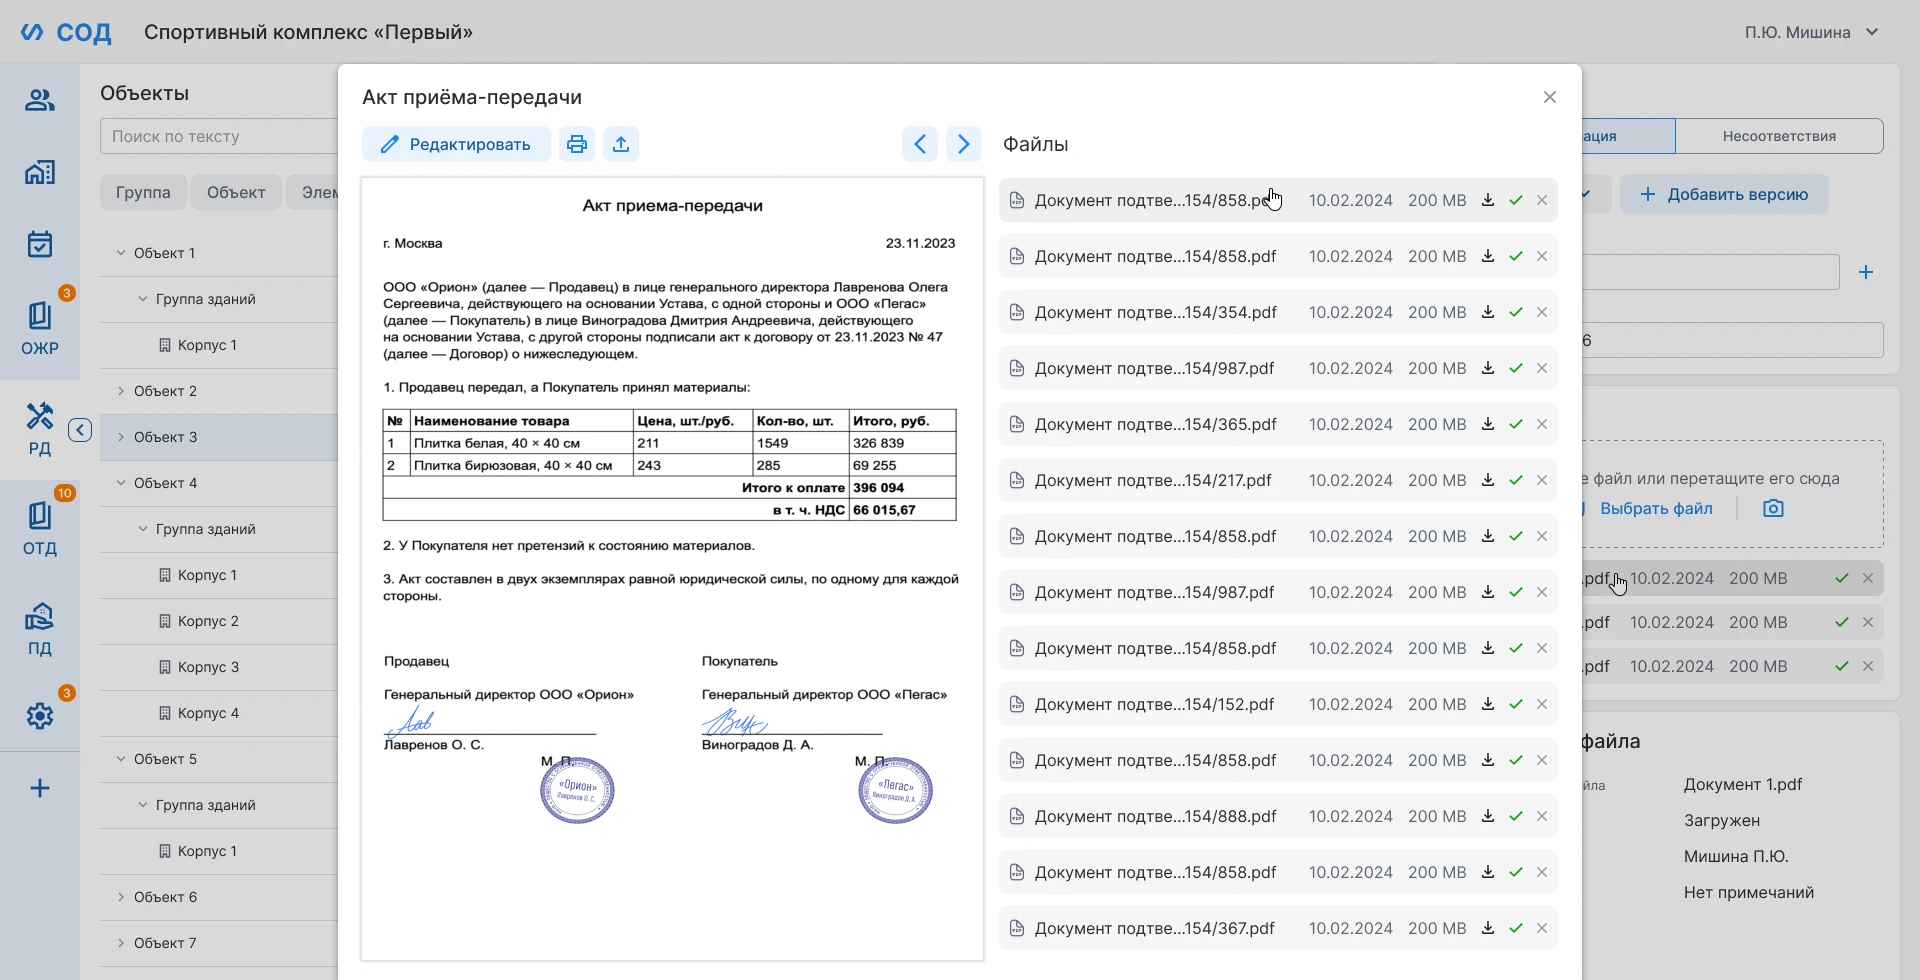 СОД
Спортивный комплекс «Первый»
П.Ю. Мишина
3
ОЖР
РД
10
ОТД
ПД
3
Объекты
Поиск по тексту
Группа
Объект
Элем
Объект 1
Группа зданий
Корпус 1
Объект 2
Объект 3
Объект 4
Группа зданий
Корпус 1
Корпус 2
Корпус 3
Корпус 4
Объект 5
Группа зданий
Корпус 1
Объект 6
Объект 7
Акт приёма-передачи
Редактировать
Акт приема-передачи
г. Москва 23.11.2023
ООО «Орион» (далее — Продавец) в лице генерального директора Лавренова Олега
Сергеевича, действующего на основании Устава, с одной стороны и ООО «Пегас»
(далее — Покупатель) в лице Виноградова Дмитрия Андреевича, действующего
на основании Устава, с другой стороны подписали акт к договору от 23.11.2023 № 47
(далее — Договор) о нижеследующем.
1. Продавец передал, а Покупатель принял материалы:
№ Наименование товара Цена, шт./руб. Кол-во, шт. Итого, руб.
1 Плитка белая, 40 × 40 см 211 1549 326 839
2 Плитка бирюзовая, 40 × 40 см 243 285 69 255
Итого к оплате 396 094
в т. ч. НДС 66 015,67
2. У Покупателя нет претензий к состоянию материалов.
3. Акт составлен в двух экземплярах равной юридической силы, по одному для каждой
стороны.
Продавец Покупатель
Генеральный директор ООО «Орион» Генеральный директор ООО «Пегас»
Лавренов О. С. Виноградов Д. А.
М. П. М. П.
«Орион» «Пегас»
Лавренов О. С. Виноградов Д. А.
Файлы
Документ подтве...154/858.pdf 10.02.2024 200 MB
Документ подтве...154/858.pdf 10.02.2024 200 MB
Документ подтве...154/354.pdf 10.02.2024 200 MB
Документ подтве...154/987.pdf 10.02.2024 200 MB
Документ подтве...154/365.pdf 10.02.2024 200 MB
Документ подтве...154/217.pdf 10.02.2024 200 MB
Документ подтве...154/858.pdf 10.02.2024 200 MB
Документ подтве...154/987.pdf 10.02.2024 200 MB
Документ подтве...154/858.pdf 10.02.2024 200 MB
Документ подтве...154/152.pdf 10.02.2024 200 MB
Документ подтве...154/858.pdf 10.02.2024 200 MB
Документ подтве...154/888.pdf 10.02.2024 200 MB
Документ подтве...154/858.pdf 10.02.2024 200 MB
Документ подтве...154/367.pdf 10.02.2024 200 MB
ация
Несоответствия
Добавить версию
6
е файл или перетащите его сюда
Выбрать файл
.pdf 10.02.2024 200 MB
.pdf 10.02.2024 200 MB
.pdf 10.02.2024 200 MB
файла
йла Документ 1.pdf
Загружен
Мишина П.Ю.
Нет примечаний